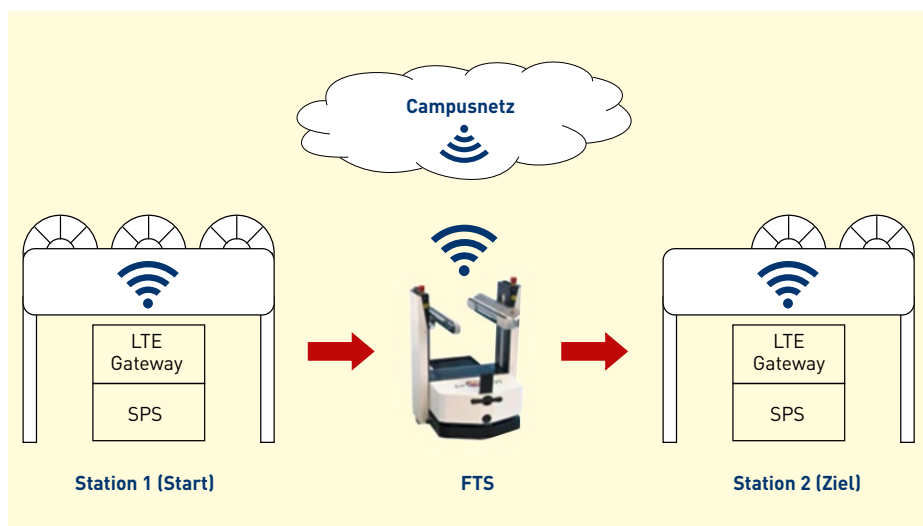 Campusnetz
LTE
Gateway
SPS
LTE
Gateway
SPS
Station 1 (Start)
FTS
Station 2 (Ziel)